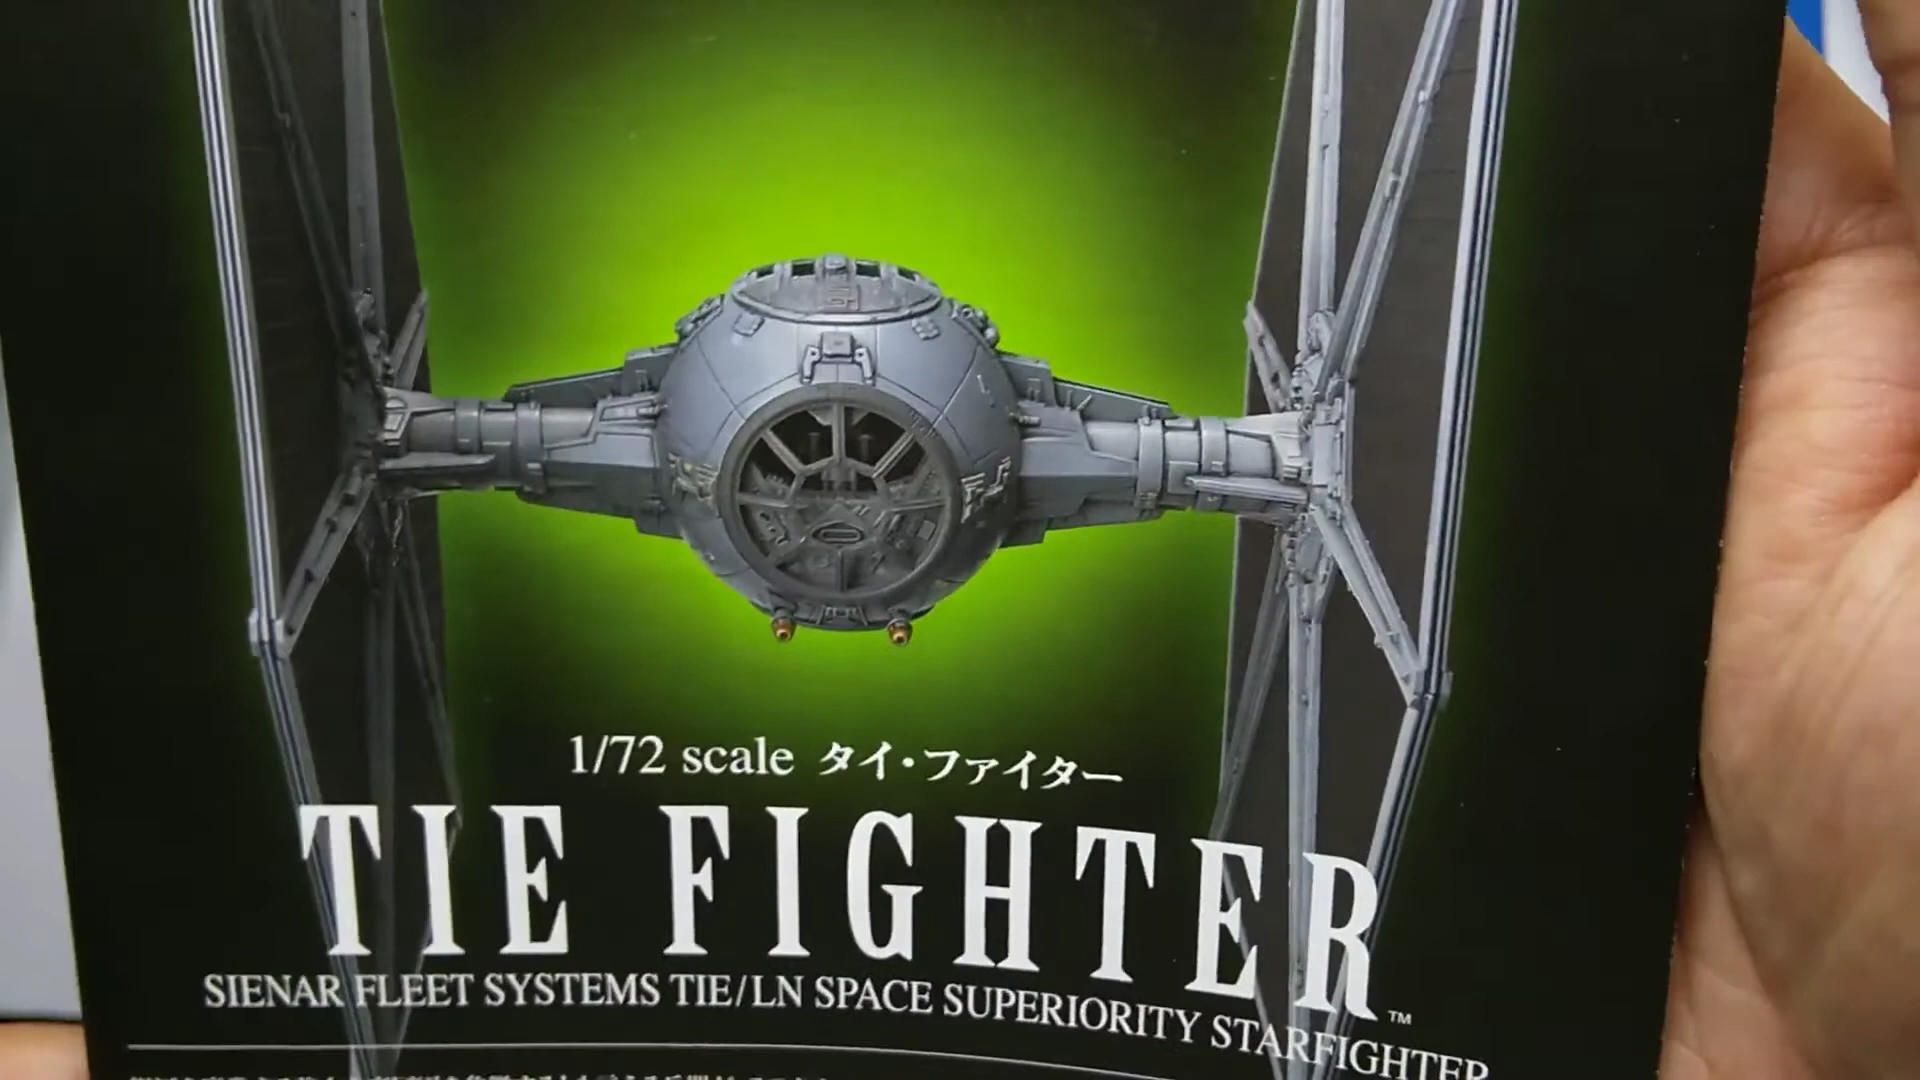 1/72 scale タイ・ファイター
TIE FIGHTER™
SIENAR FLEET SYSTEMS TIE/LN SPACE SUPERIORITY STARFIGHTER